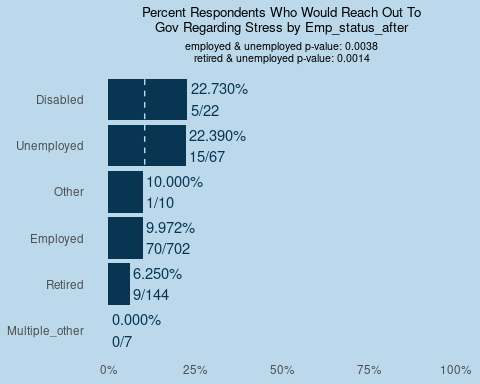 Percent Respondents Who Would Reach Out To
Gov Regarding Stress by Emp_status_after
employed & unemployed p-value: 0.0038
retired & unemployed p-value: 0.0014
Disabled
22.730%
5/22
Unemployed
22.390%
15/67
Other
10.000%
1/10
Employed
9.972%
70/702
Retired
6.250%
9/144
Multiple_other
0.000%
0/7
0% 25% 50% 75% 100%